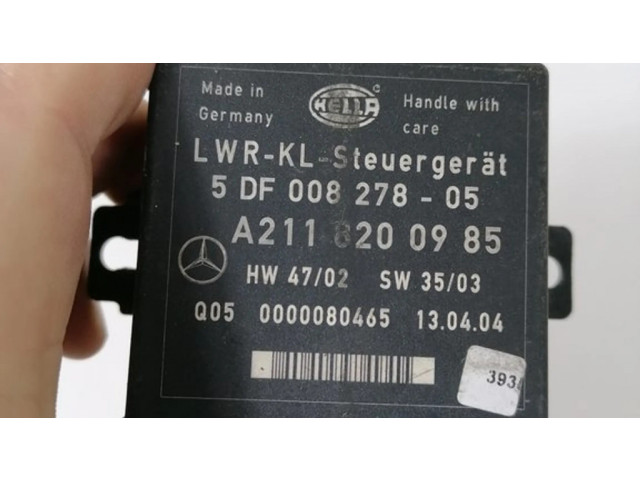 Made in
Germany
HELLA
Handle with
care
LWR-KL-Steuergerät
5 DF 008 278 - 05
A211 820 09 85
HW 47/02 SW 35/03
Q05 0000080465 13.04.04